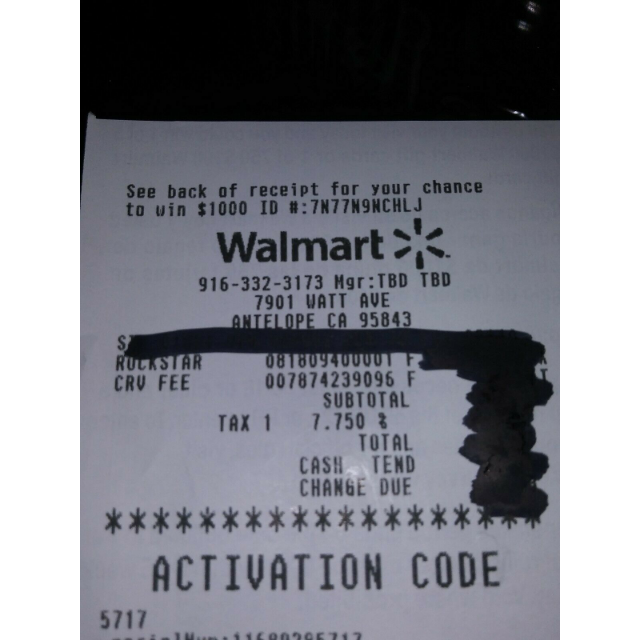 See back of receipt for your chance
to win $1000 ID #:7N77N9NCHLJ
Walmart
916-332-3173 Mgr:TBD TBD
7901 WATT AVE
ANTELOPE CA 95843
ROCKSTAR 081809400001 F
CRV FEE 007874239096 F
SUBTOTAL
TAX 1 7.750 %
TOTAL
CASH TEND
CHANGE DUE
*********************
ACTIVATION CODE
5717